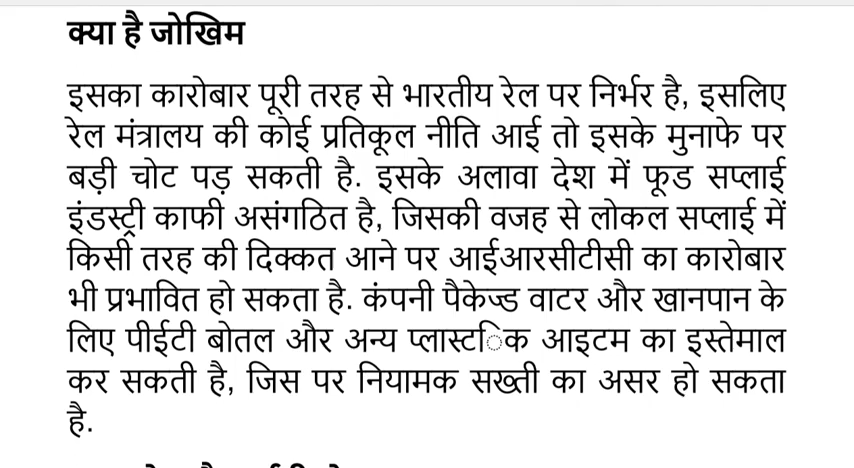 क्या है जोखिम
इसका कारोबार पूरी तरह से भारतीय रेल पर निर्भर है, इसलिए
रेल मंत्रालय की कोई प्रतिकूल नीति आई तो इसके मुनाफे पर
बड़ी चोट पड़ सकती है. इसके अलावा देश में फूड सप्लाई
इंडस्ट्री काफी असंगठित है, जिसकी वजह से लोकल सप्लाई में
किसी तरह की दिक्कत आने पर आईआरसीटीसी का कारोबार
भी प्रभावित हो सकता है. कंपनी पैकेज्ड वाटर और खानपान के
लिए पीईटी बोतल और अन्य प्लास्टिेक आइटम का इस्तेमाल
कर सकती है, जिस पर नियामक सख्ती का असर हो सकता
है.